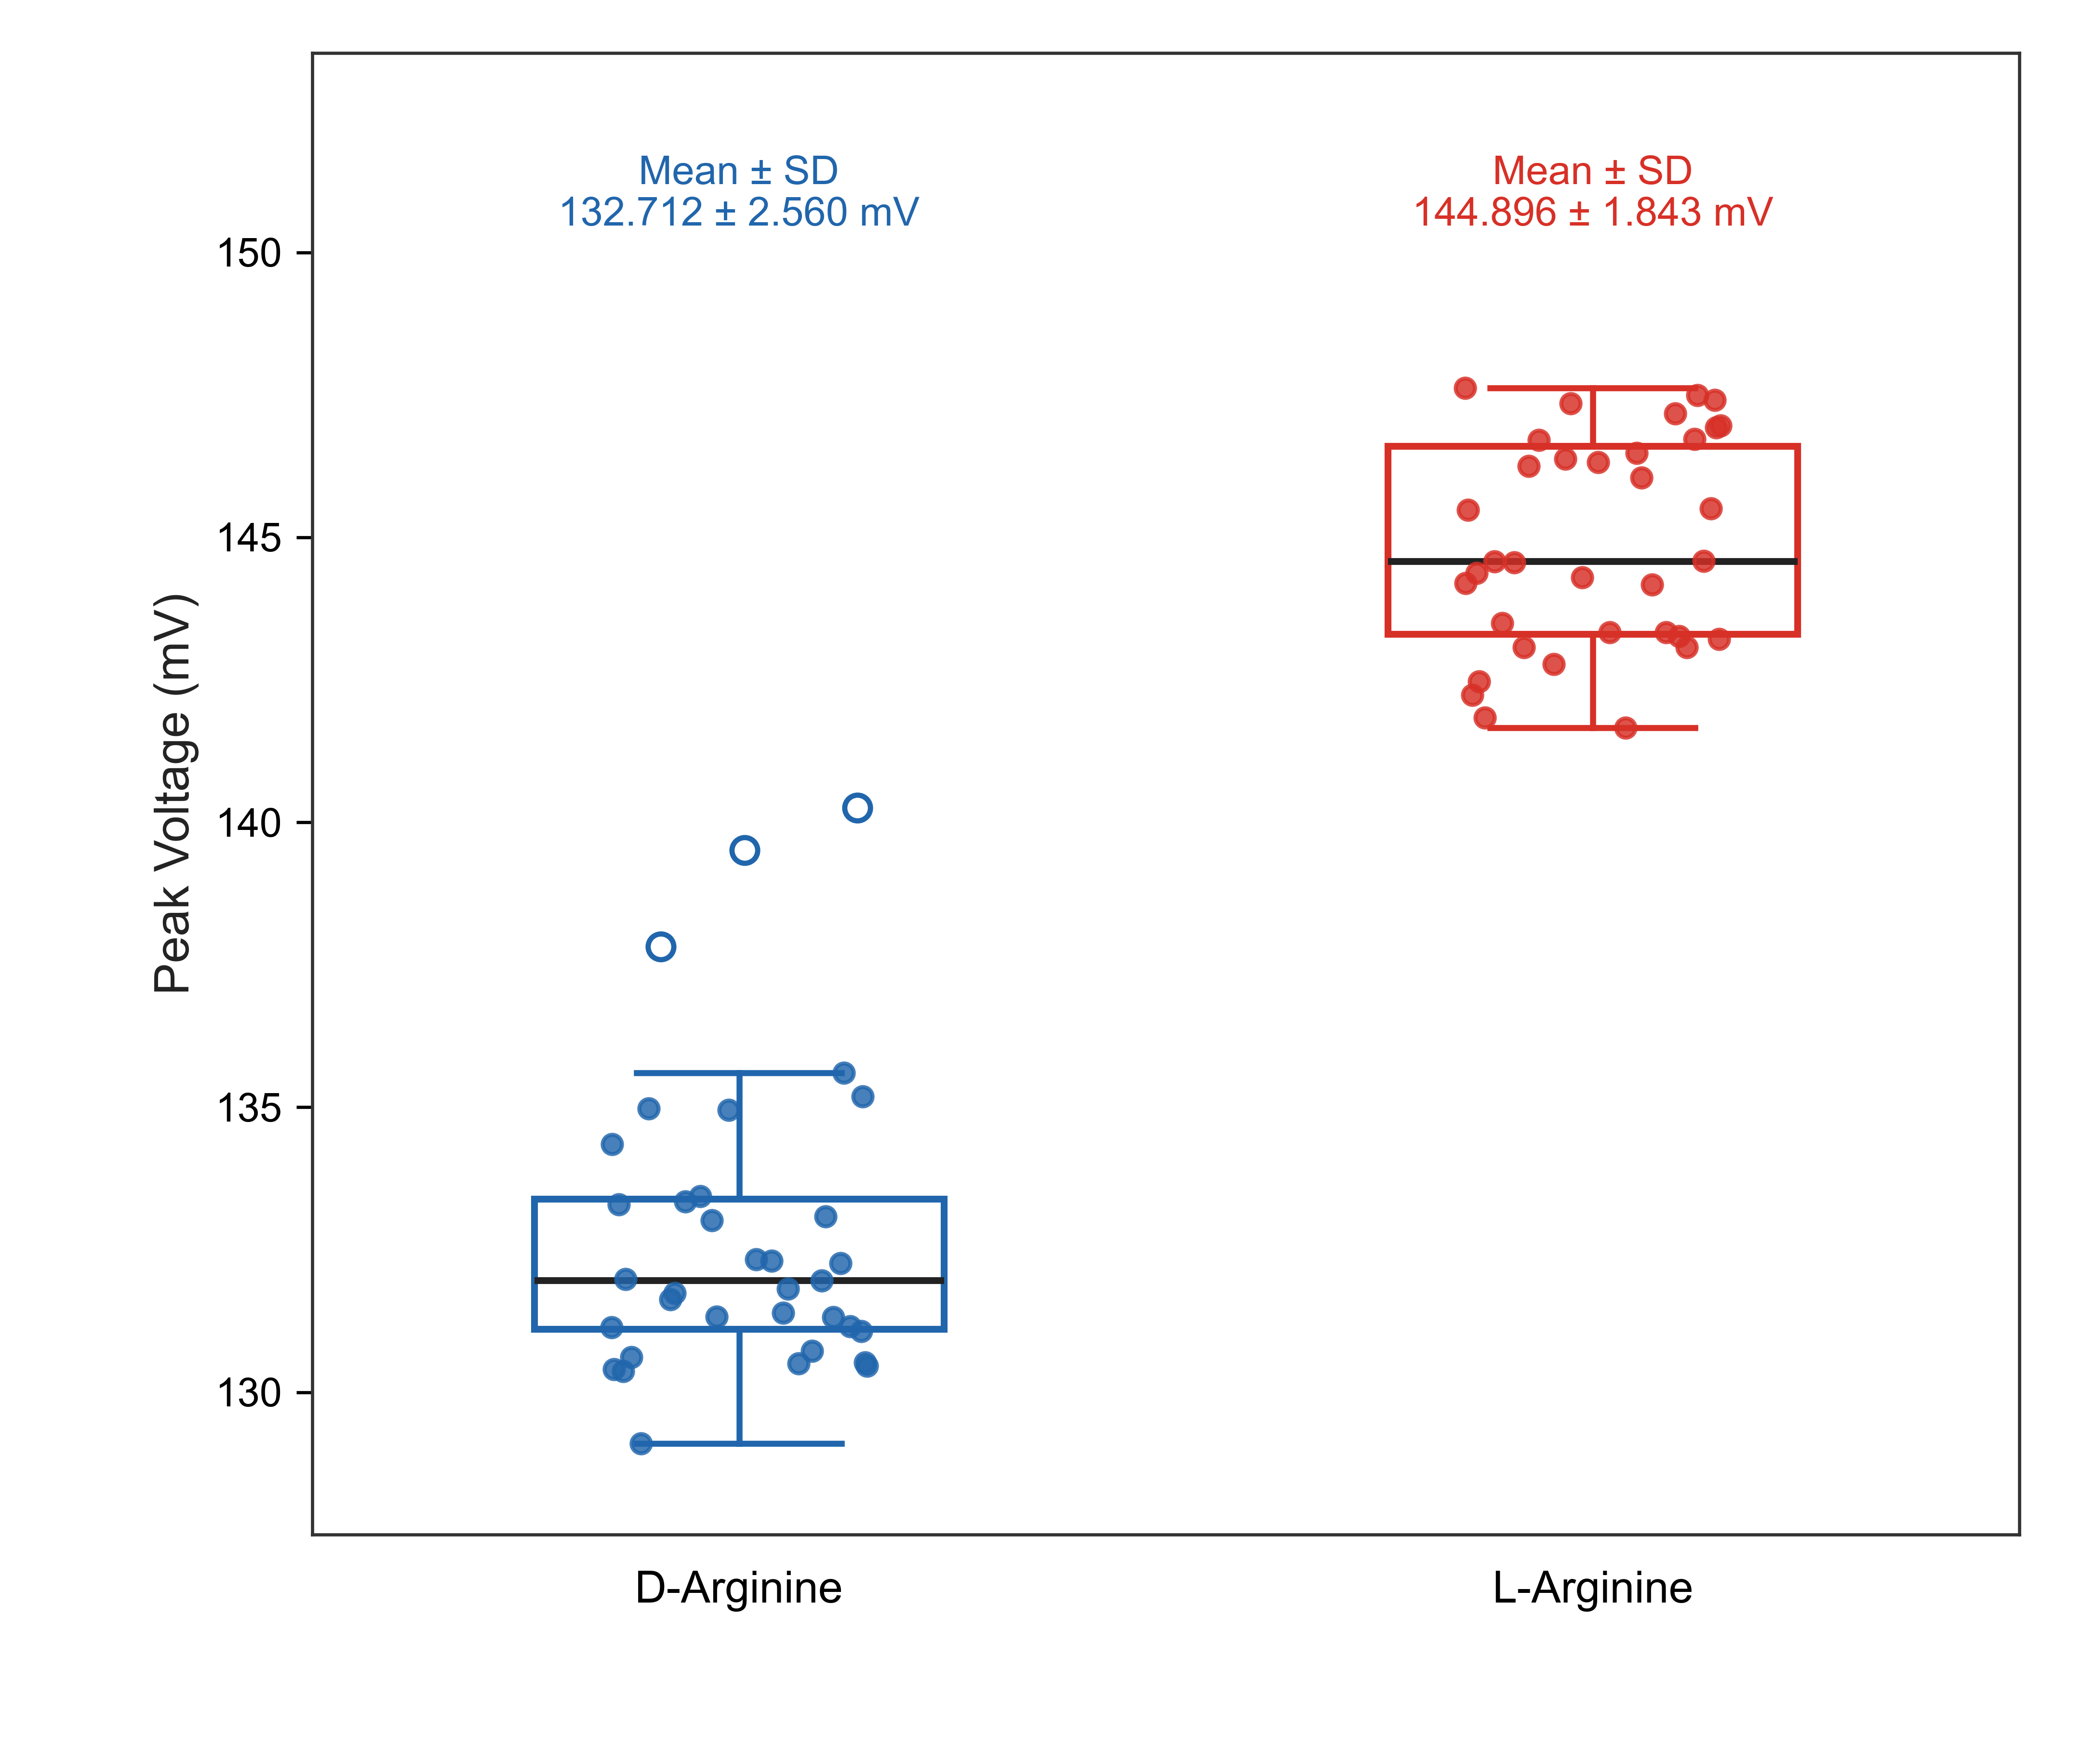 Mean ± SD
132.712 ± 2.560 mV
Mean ± SD
144.896 ± 1.843 mV
Peak Voltage (mV)
150
145
140
135
130
D-Arginine
L-Arginine